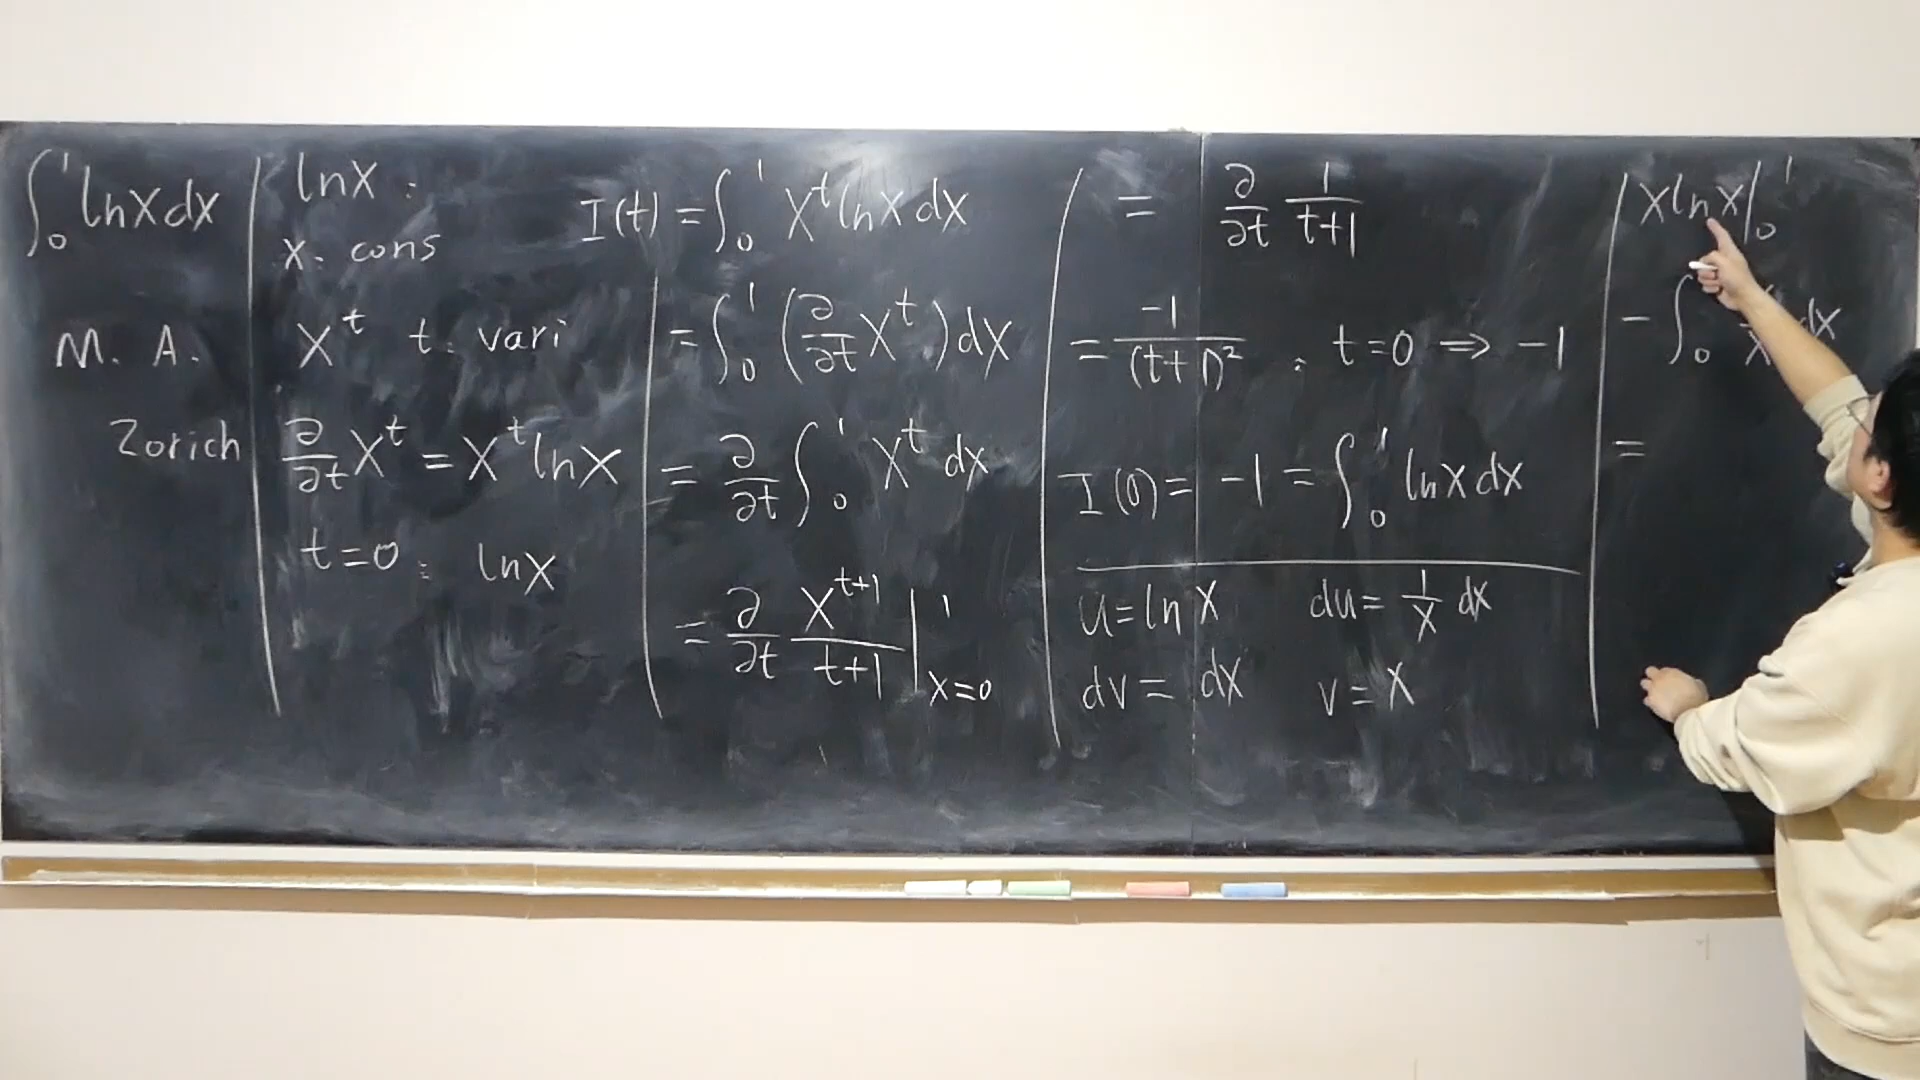 ∫₀¹ lnx dx
M. A.
Zorich
lnx :
x. cons
x^t t. vari
∂/∂t x^t = x^t lnx
t=0 : lnx
I(t) = ∫₀¹ x^t lnx dx
= ∫₀¹ (∂/∂t x^t) dx
= ∂/∂t ∫₀¹ x^t dx
= ∂/∂t x^(t+1)/(t+1) |¹ₓ₌₀
= ∂/∂t 1/(t+1)
= -1/(t+1)² . t=0 ⇒ -1
I(0) = -1 = ∫₀¹ lnx dx
u = ln x du = 1/x dx
dv = dx v = x
x lnx |₀¹
- ∫₀ dx
=